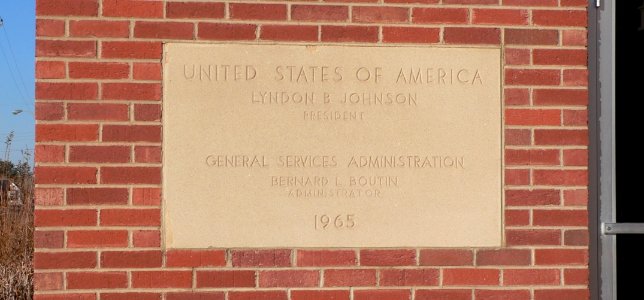 UNITED STATES OF AMERICA
LYNDON B JOHNSON
PRESIDENT
GENERAL SERVICES ADMINISTRATION
BERNARD L BOUTIN
ADMINISTRATOR
1965